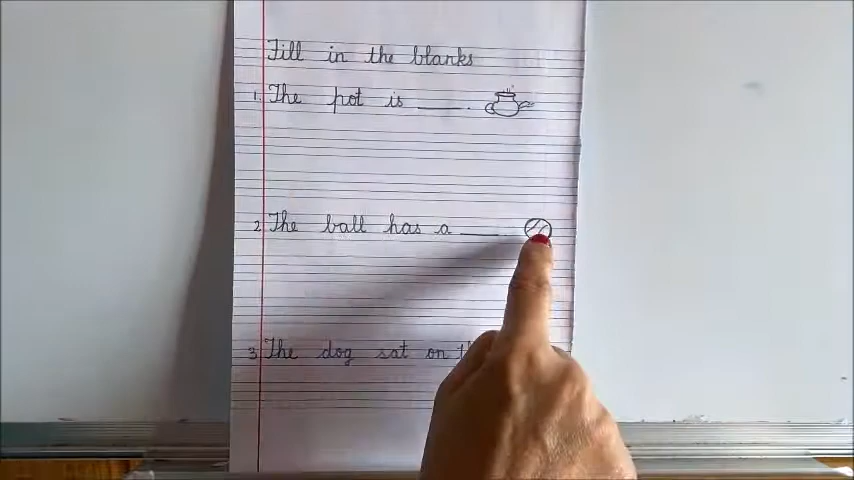 Fill in the blanks
1. The pot is ____.
2 The ball has a ____
3 The dog sat on